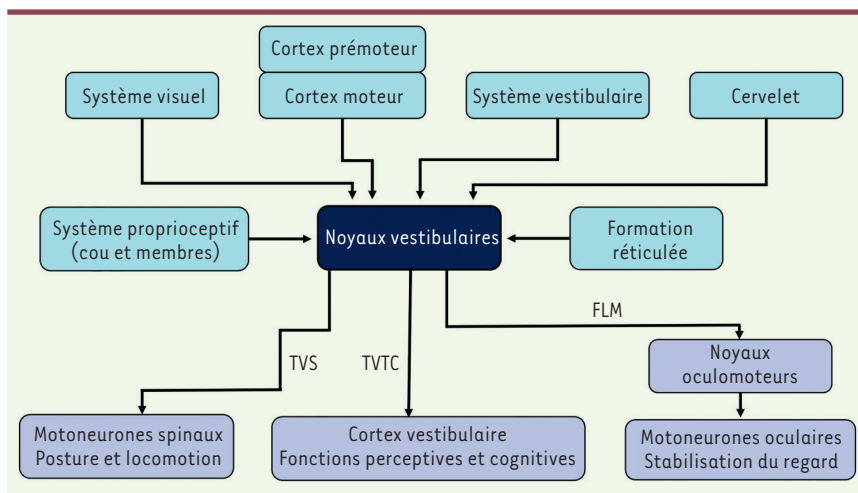 Cortex prémoteur
Système visuel
Cortex moteur
Système vestibulaire
Cervelet
Système proprioceptif
(cou et membres)
Noyaux vestibulaires
Formation
réticulée
FLM
TVS
TVTC
Noyaux
oculomoteurs
Motoneurones spinaux
Posture et locomotion
Cortex vestibulaire
Fonctions perceptives et cognitives
Motoneurones oculaires
Stabilisation du regard